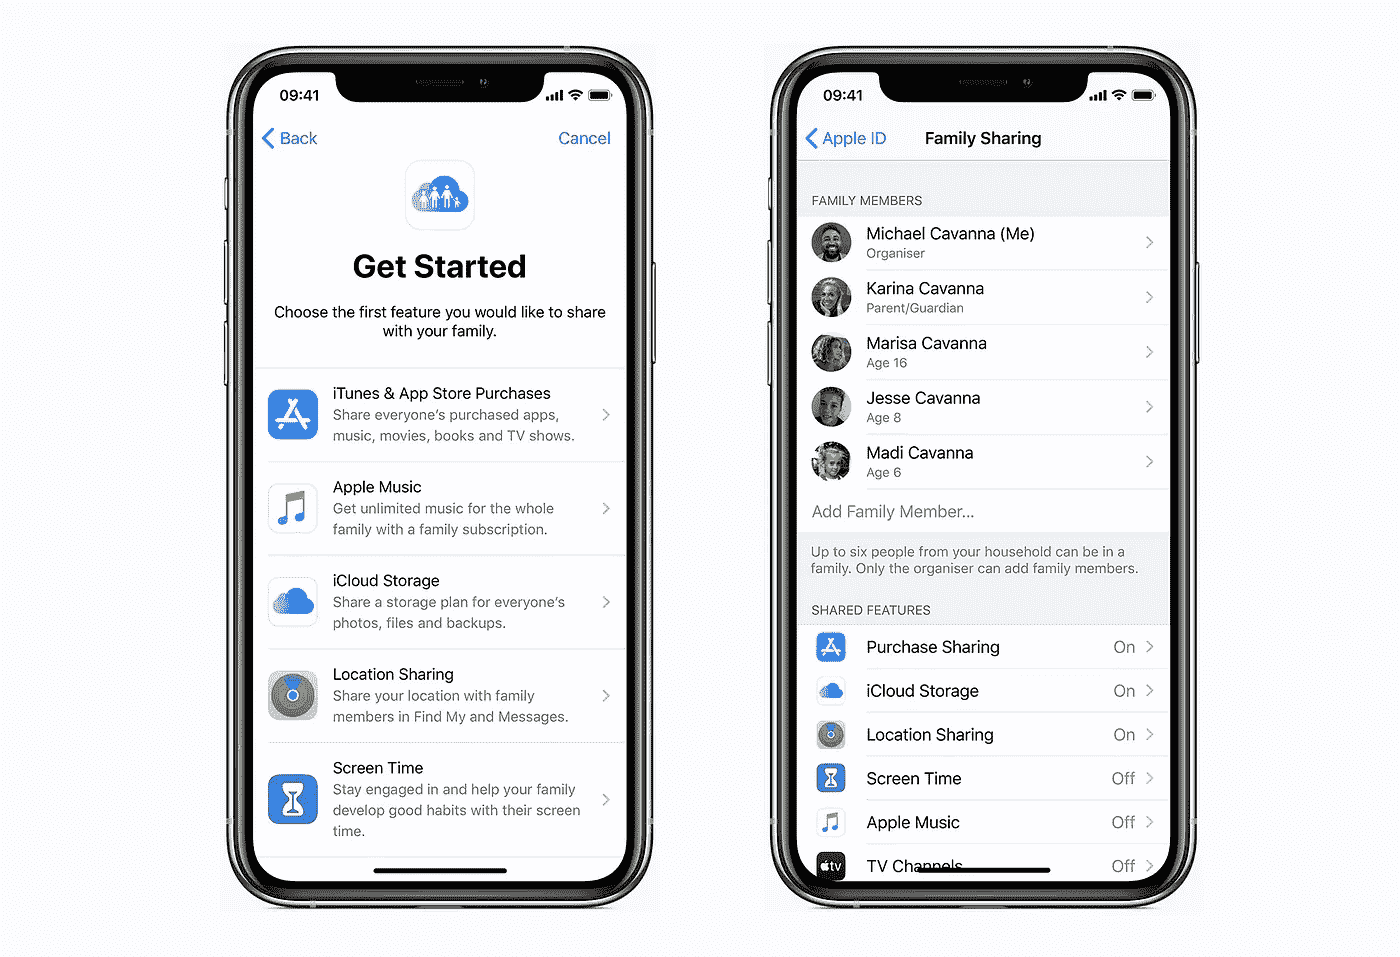 09:41
Back
Cancel
Get Started
Choose the first feature you would like to share
with your family.
iTunes & App Store Purchases
Share everyone's purchased apps,
music, movies, books and TV shows.
Apple Music
Get unlimited music for the whole
family with a family subscription.
iCloud Storage
Share a storage plan for everyone's
photos, files and backups.
Location Sharing
Share your location with family
members in Find My and Messages.
Screen Time
Stay engaged in and help your family
develop good habits with their screen
time.
09:41
Apple ID
Family Sharing
FAMILY MEMBERS
Michael Cavanna (Me)
Organiser
Karina Cavanna
Parent/Guardian
Marisa Cavanna
Age 16
Jesse Cavanna
Age 8
Madi Cavanna
Age 6
Add Family Member...
Up to six people from your household can be in a
family. Only the organiser can add family members.
SHARED FEATURES
Purchase Sharing On
iCloud Storage On
Location Sharing On
Screen Time Off
Apple Music Off
tv TV Channels Off